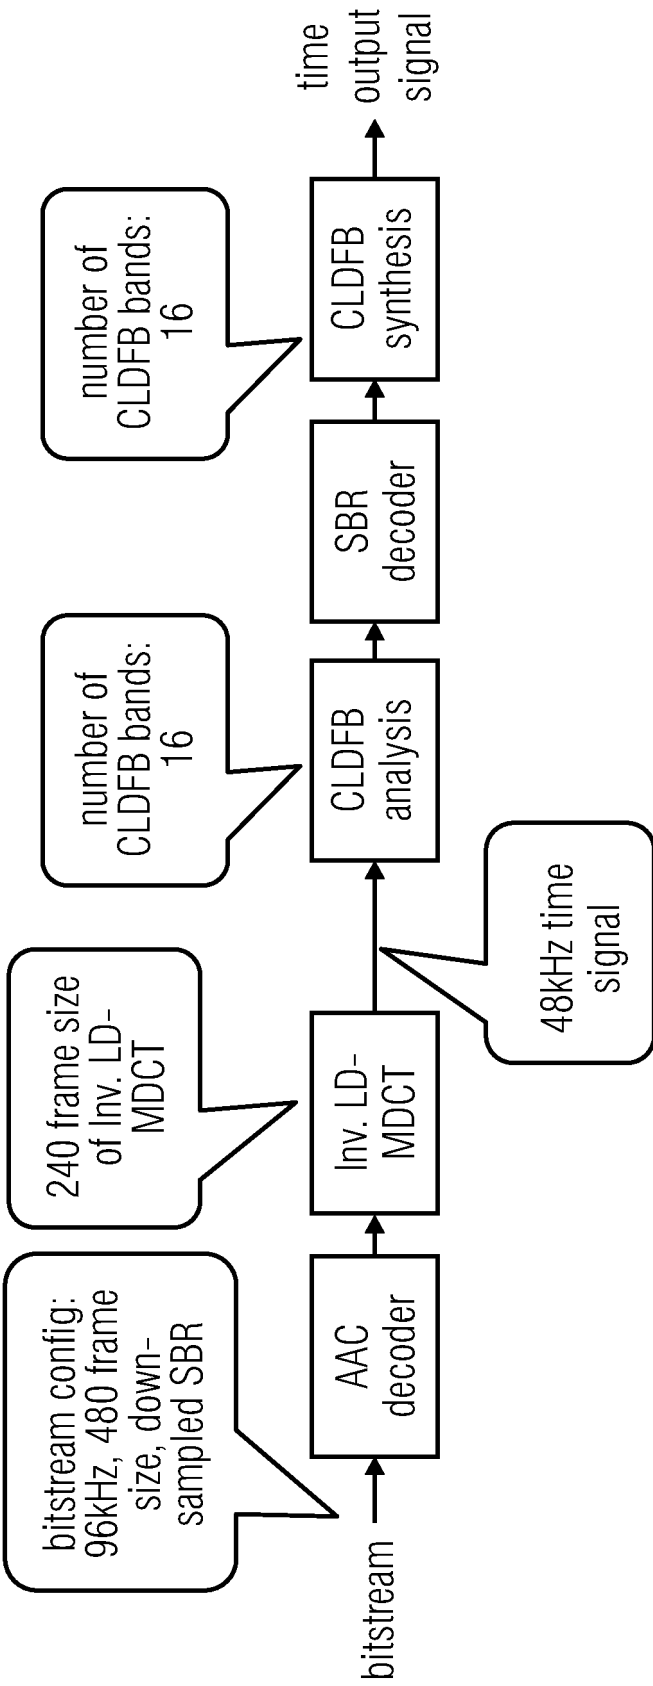 bitstream
bitstream config:
96kHz, 480 frame
size, down-
sampled SBR
AAC
decoder
240 frame size
of Inv. LD-
MDCT
Inv. LD-
MDCT
48kHz time
signal
number of
CLDFB bands:
16
CLDFB
analysis
SBR
decoder
number of
CLDFB bands:
16
CLDFB
synthesis
time
output
signal